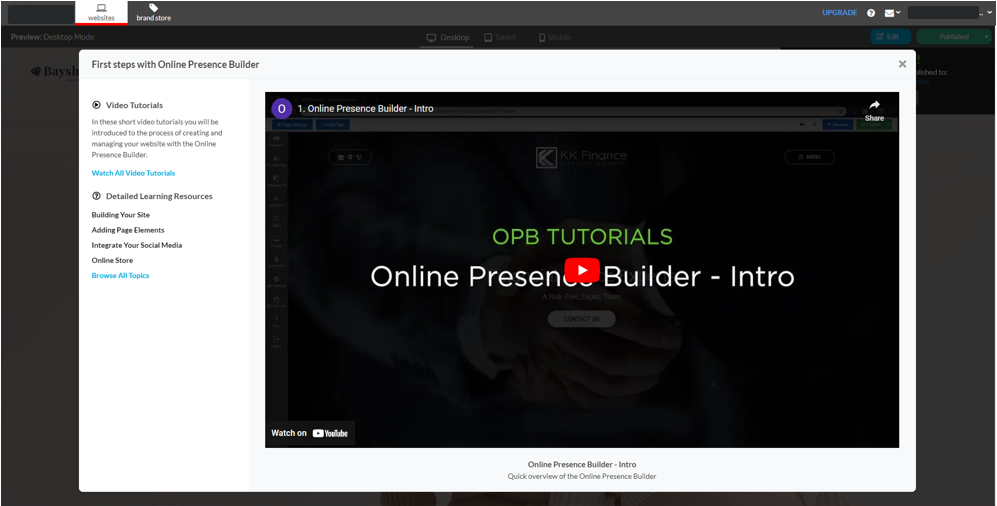 websites
brand store
UPGRADE
Preview: Desktop Mode
Desktop
Tablet
Mobile
Edit
Published
Baysh
blished to:
First steps with Online Presence Builder
Video Tutorials
In these short video tutorials you will be
introduced to the process of creating and
managing your website with the Online
Presence Builder.
Watch All Video Tutorials
Detailed Learning Resources
Building Your Site
Adding Page Elements
Integrate Your Social Media
Online Store
Browse All Topics
O
1. Online Presence Builder - Intro
Share
KK Finance
MENU
OPB TUTORIALS
Online Presence Builder - Intro
A Risk-Free Expert Team
CONTACT US
Watch on YouTube
Online Presence Builder - Intro
Quick overview of the Online Presence Builder